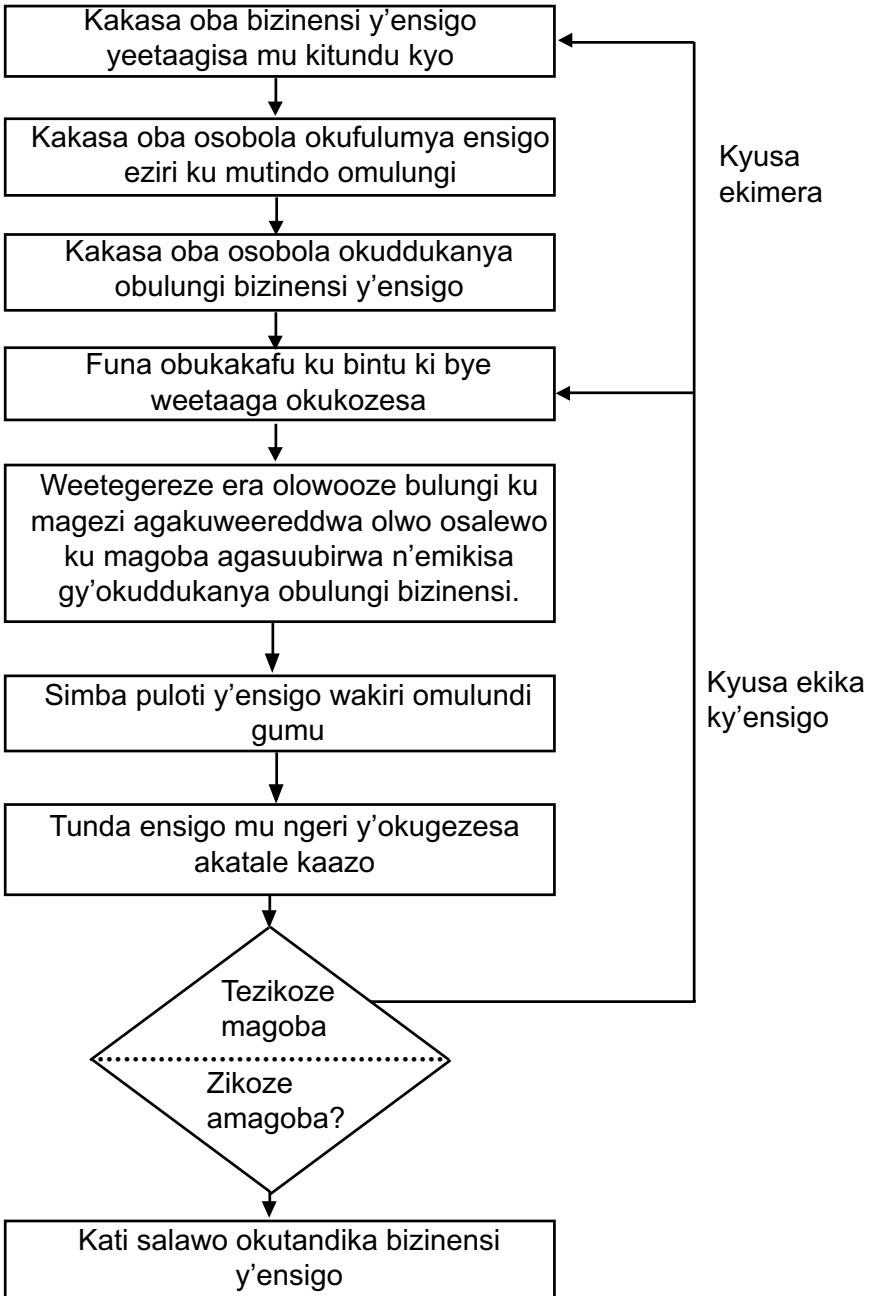 Kakasa oba bizinensi y’ensigo
yeetaagisa mu kitundu kyo
Kakasa oba osobola okufulumya ensigo
eziri ku mutindo omulungi
Kyusa
ekimera
Kakasa oba osobola okuddukanya
obulungi bizinensi y’ensigo
Funa obukakafu ku bintu ki bye
weetaaga okukozesa
Weetegereze era olowooze bulungi ku
magezi agakuweereddwa olwo osalewo
ku magoba agasuubirwa n’emikisa
gy’okuddukanya obulungi bizinensi.
Simba puloti y’ensigo wakiri omulundi
gumu
Kyusa ekika
ky’ensigo
Tunda ensigo mu ngeri y’okugezesa
akatale kaazo
Tezikoze
magoba
Zikoze
amagoba?
Kati salawo okutandika bizinensi
y’ensigo